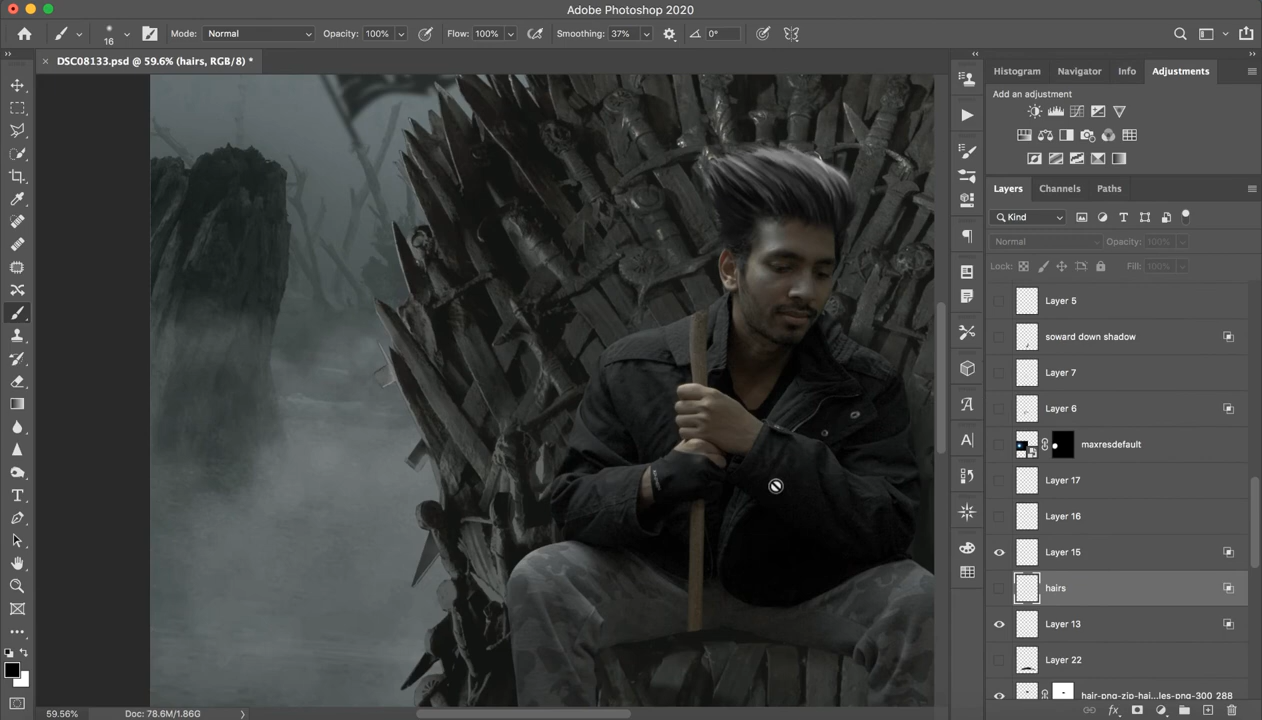 Adobe Photoshop 2020
16
Mode: Normal
Opacity: 100%
Flow: 100%
Smoothing: 37%
0°
DSC08133.psd @ 59.6% (hairs, RGB/8) *
Histogram
Navigator
Info
Adjustments
Add an adjustment
Layers
Channels
Paths
Kind
Normal
Opacity: 100%
Lock:
Fill: 100%
Layer 5
soward down shadow
Layer 7
Layer 6
maxresdefault
Layer 17
Layer 16
Layer 15
hairs
Layer 13
Layer 22
hair-png-zip-hai...les-png-300_288
59.56%
Doc: 78.6M/1.86G